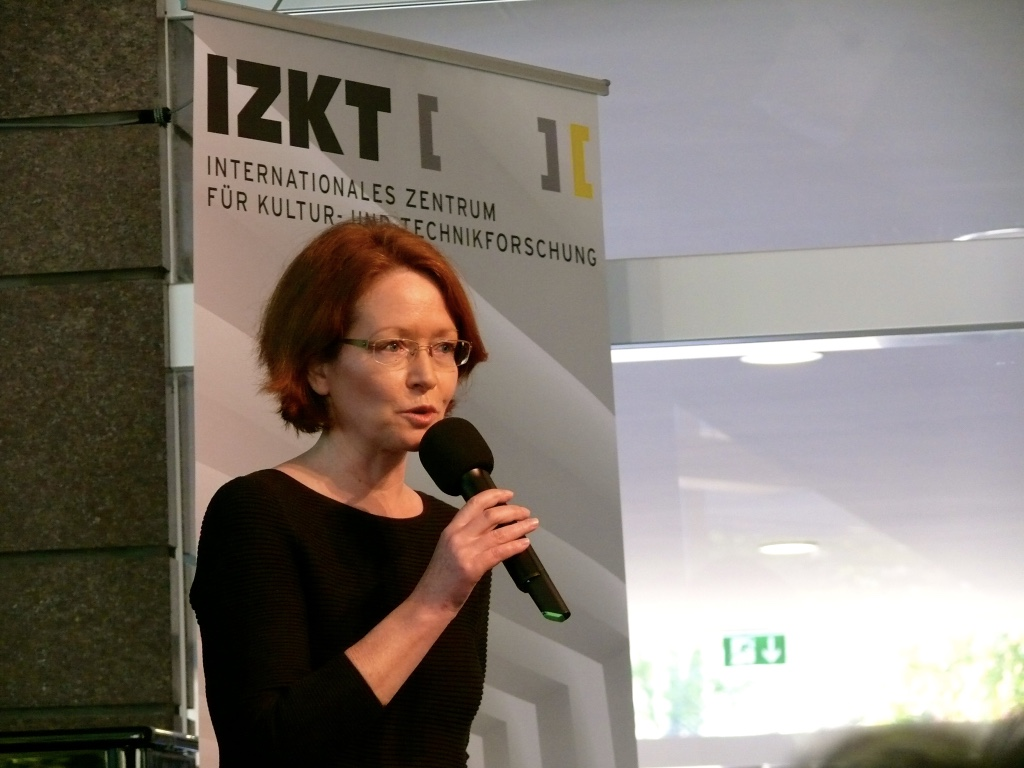 IZKT [ ][
INTERNATIONALES ZENTRUM
FÜR KULTUR- UND TECHNIKFORSCHUNG